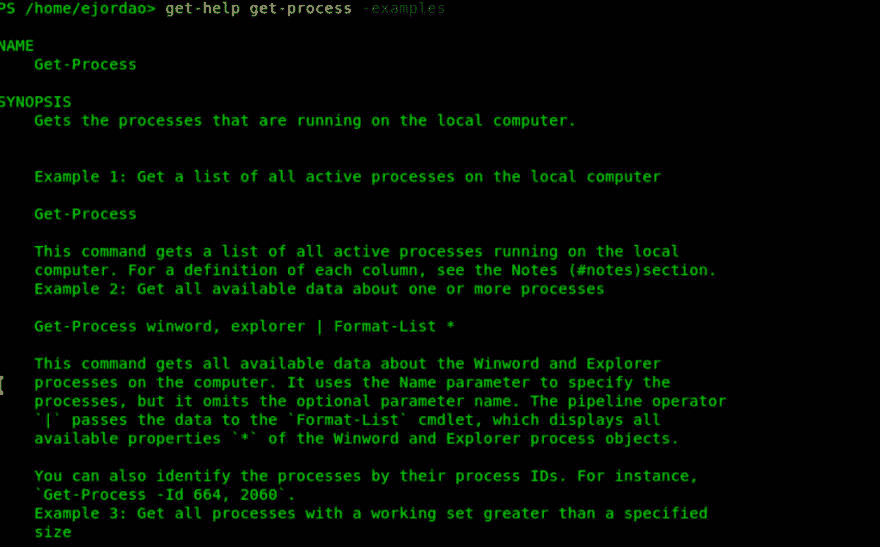 PS /home/ejordao> get-help get-process -examples
NAME
Get-Process
SYNOPSIS
Gets the processes that are running on the local computer.
Example 1: Get a list of all active processes on the local computer
Get-Process
This command gets a list of all active processes running on the local
computer. For a definition of each column, see the Notes (#notes)section.
Example 2: Get all available data about one or more processes
Get-Process winword, explorer | Format-List *
This command gets all available data about the Winword and Explorer
processes on the computer. It uses the Name parameter to specify the
processes, but it omits the optional parameter name. The pipeline operator
`|` passes the data to the `Format-List` cmdlet, which displays all
available properties `*` of the Winword and Explorer process objects.
You can also identify the processes by their process IDs. For instance,
`Get-Process -Id 664, 2060`.
Example 3: Get all processes with a working set greater than a specified
size